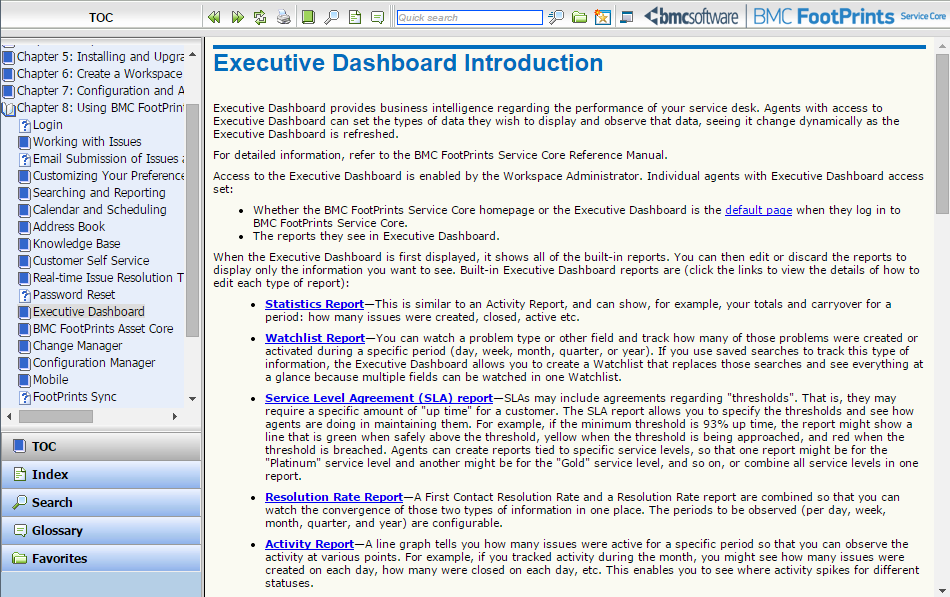 TOC
Quick search
bmcsoftware
BMC FootPrints Service Core
Chapter 5: Installing and Upgra
Chapter 6: Create a Workspace
Chapter 7: Configuration and A
Chapter 8: Using BMC FootPrin
Login
Working with Issues
Email Submission of Issues a
Customizing Your Preference
Searching and Reporting
Calendar and Scheduling
Address Book
Knowledge Base
Customer Self Service
Real-time Issue Resolution T
Password Reset
Executive Dashboard
BMC FootPrints Asset Core
Change Manager
Configuration Manager
Mobile
FootPrints Sync
TOC
Index
Search
Glossary
Favorites
Executive Dashboard Introduction
Executive Dashboard provides business intelligence regarding the performance of your service desk. Agents with access to
Executive Dashboard can set the types of data they wish to display and observe that data, seeing it change dynamically as the
Executive Dashboard is refreshed.
For detailed information, refer to the BMC FootPrints Service Core Reference Manual.
Access to the Executive Dashboard is enabled by the Workspace Administrator. Individual agents with Executive Dashboard access
set:
• Whether the BMC FootPrints Service Core homepage or the Executive Dashboard is the default page when they log in to
BMC FootPrints Service Core.
• The reports they see in Executive Dashboard.
When the Executive Dashboard is first displayed, it shows all of the built-in reports. You can then edit or discard the reports to
display only the information you want to see. Built-in Executive Dashboard reports are (click the links to view the details of how to
edit each type of report):
• Statistics Report—This is similar to an Activity Report, and can show, for example, your totals and carryover for a
period: how many issues were created, closed, active etc.
• Watchlist Report—You can watch a problem type or other field and track how many of those problems were created or
activated during a specific period (day, week, month, quarter, or year). If you use saved searches to track this type of
information, the Executive Dashboard allows you to create a Watchlist that replaces those searches and see everything at
a glance because multiple fields can be watched in one Watchlist.
• Service Level Agreement (SLA) report—SLAs may include agreements regarding "thresholds". That is, they may
require a specific amount of "up time" for a customer. The SLA report allows you to specify the thresholds and see how
agents are doing in maintaining them. For example, if the minimum threshold is 93% up time, the report might show a
line that is green when safely above the threshold, yellow when the threshold is being approached, and red when the
threshold is breached. Agents can create reports tied to specific service levels, so that one report might be for the
"Platinum" service level and another might be for the "Gold" service level, and so on, or combine all service levels in one
report.
• Resolution Rate Report—A First Contact Resolution Rate and a Resolution Rate report are combined so that you can
watch the convergence of those two types of information in one place. The periods to be observed (per day, week,
month, quarter, and year) are configurable.
• Activity Report—A line graph tells you how many issues were active for a specific period so that you can observe the
activity at various points. For example, if you tracked activity during the month, you might see how many issues were
created on each day, how many were closed on each day, etc. This enables you to see where activity spikes for different
statuses.